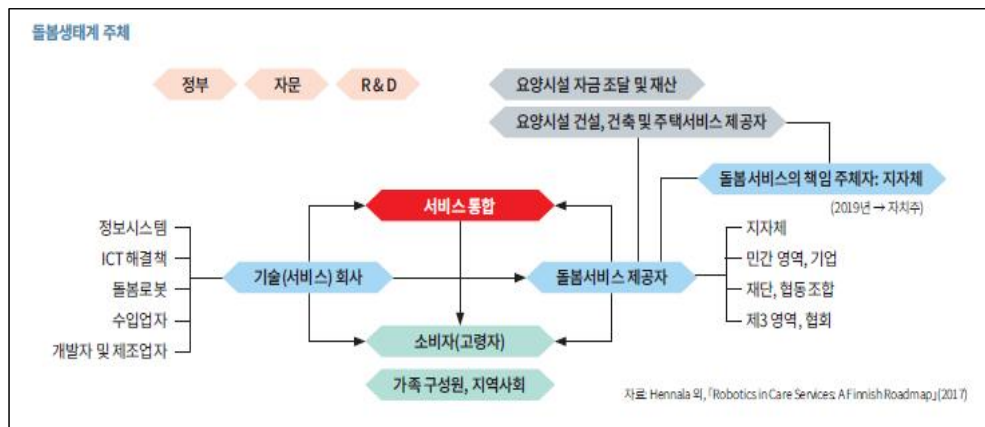 돌봄생태계 주체
정부
자문
R & D
요양시설 자금 조달 및 재산
요양시설 건설, 건축 및 주택서비스 제공자
돌봄 서비스의 책임 주체자: 지자체
(2019년 → 자치주)
서비스 통합
정보시스템
ICT 해결책
돌봄로봇
수입업자
개발자 및 제조업자
기술(서비스) 회사
돌봄서비스 제공자
지자체
민간 영역, 기업
재단, 협동 조합
제3 영역, 협회
소비자(고령자)
가족 구성원, 지역사회
자료: Hennala 외, 「Robotics in Care Services: A Finnish Roadmap」(2017)